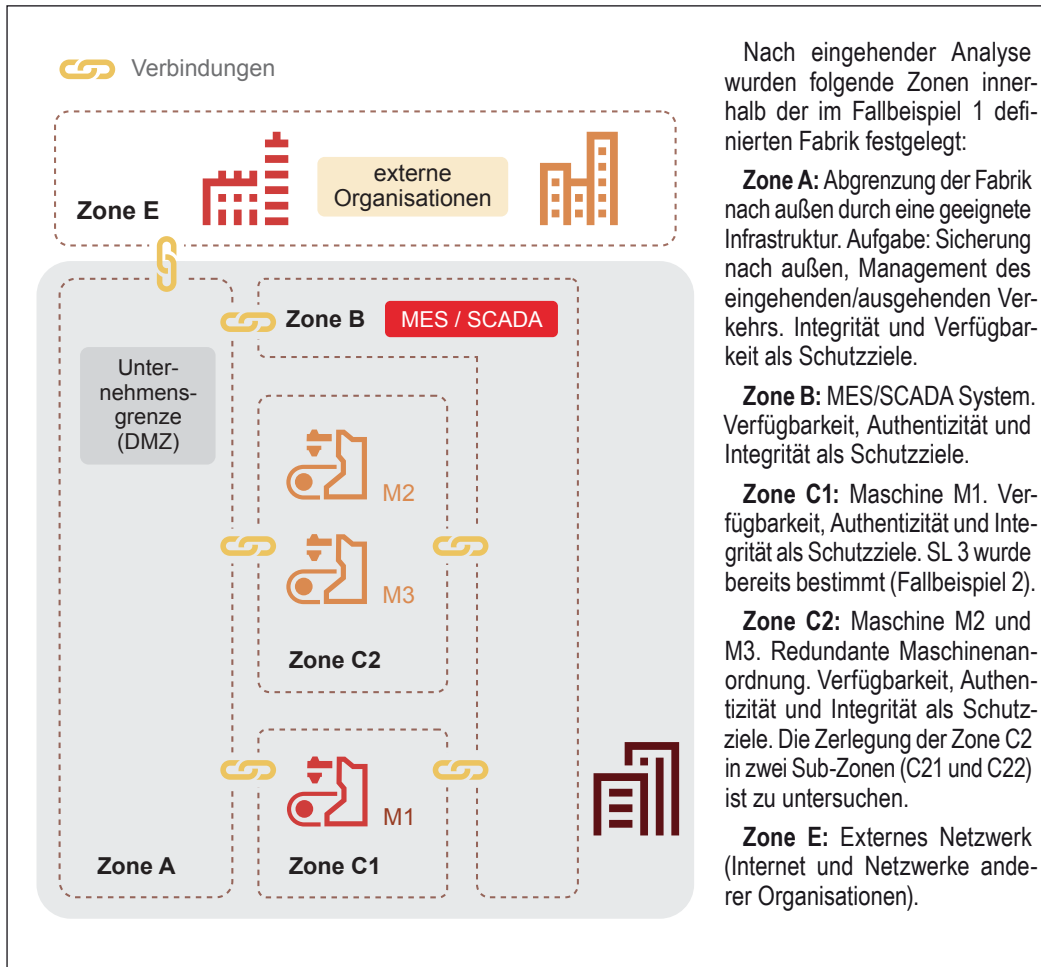 Verbindungen
Zone E
externe
Organisationen
Zone B
MES / SCADA
Unter-
nehmens-
grenze
(DMZ)
M2
M3
Zone C2
M1
Zone A
Zone C1
Nach eingehender Analyse
wurden folgende Zonen inner-
halb der im Fallbeispiel 1 defi-
nierten Fabrik festgelegt:
Zone A: Abgrenzung der Fabrik
nach außen durch eine geeignete
Infrastruktur. Aufgabe: Sicherung
nach außen, Management des
eingehenden/ausgehenden Ver-
kehrs. Integrität und Verfügbar-
keit als Schutzziele.
Zone B: MES/SCADA System.
Verfügbarkeit, Authentizität und
Integrität als Schutzziele.
Zone C1: Maschine M1. Ver-
fügbarkeit, Authentizität und Inte-
grität als Schutzziele. SL 3 wurde
bereits bestimmt (Fallbeispiel 2).
Zone C2: Maschine M2 und
M3. Redundante Maschinenan-
ordnung. Verfügbarkeit, Authen-
tizität und Integrität als Schutz-
ziele. Die Zerlegung der Zone C2
in zwei Sub-Zonen (C21 und C22)
ist zu untersuchen.
Zone E: Externes Netzwerk
(Internet und Netzwerke ande-
rer Organisationen).